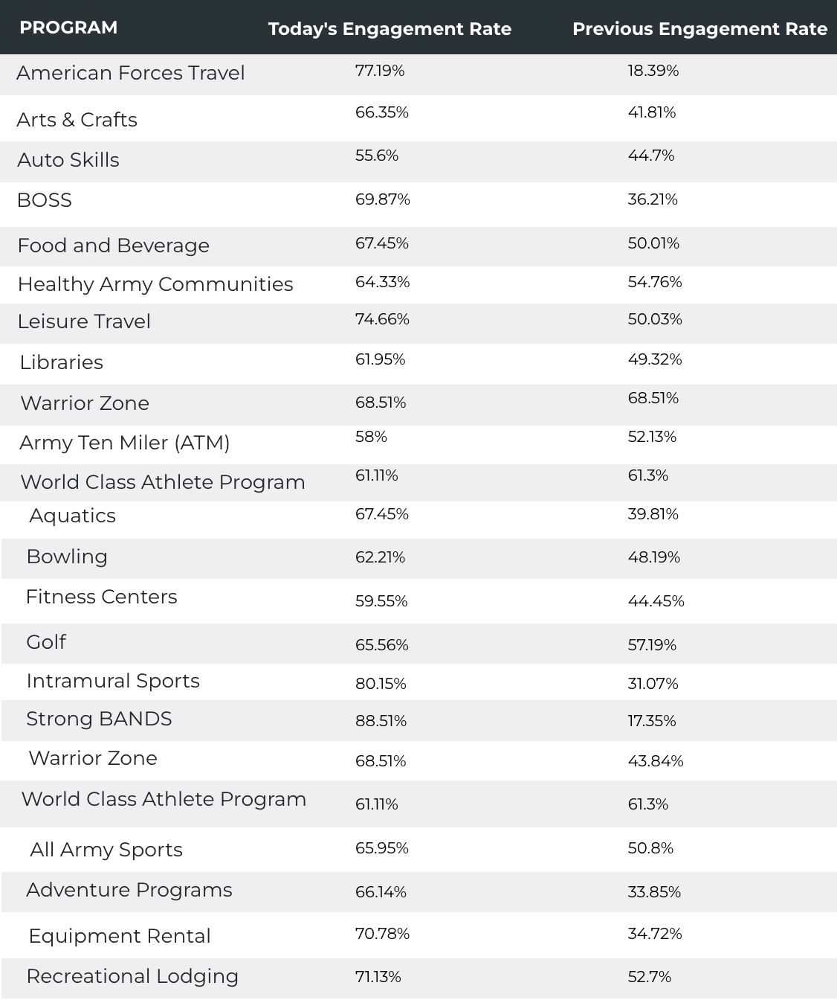 PROGRAM Today's Engagement Rate Previous Engagement Rate
American Forces Travel 77.19% 18.39%
Arts & Crafts 66.35% 41.81%
Auto Skills 55.6% 44.7%
BOSS 69.87% 36.21%
Food and Beverage 67.45% 50.01%
Healthy Army Communities 64.33% 54.76%
Leisure Travel 74.66% 50.03%
Libraries 61.95% 49.32%
Warrior Zone 68.51% 68.51%
Army Ten Miler (ATM) 58% 52.13%
World Class Athlete Program 61.11% 61.3%
Aquatics 67.45% 39.81%
Bowling 62.21% 48.19%
Fitness Centers 59.55% 44.45%
Golf 65.56% 57.19%
Intramural Sports 80.15% 31.07%
Strong BANDS 88.51% 17.35%
Warrior Zone 68.51% 43.84%
World Class Athlete Program 61.11% 61.3%
All Army Sports 65.95% 50.8%
Adventure Programs 66.14% 33.85%
Equipment Rental 70.78% 34.72%
Recreational Lodging 71.13% 52.7%